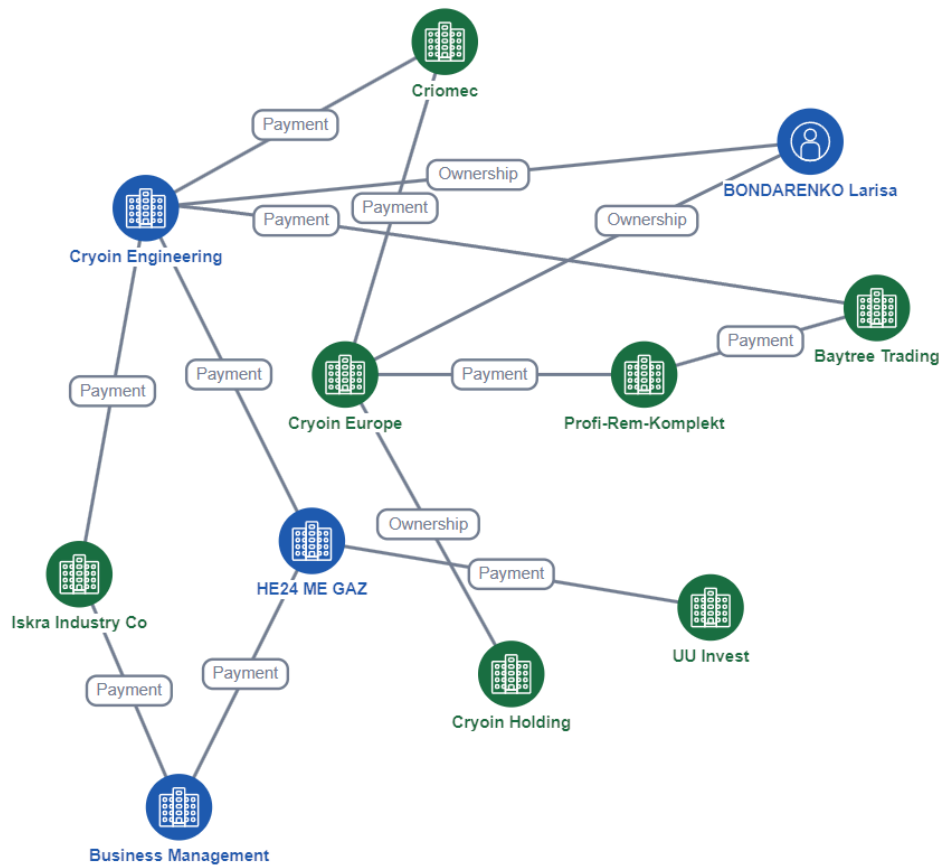 Criomec
Payment
BONDARENKO Larisa
Ownership
Payment
Payment
Ownership
Cryoin Engineering
Payment
Baytree Trading
Payment
Payment
Payment
Payment
Cryoin Europe
Profi-Rem-Komplekt
Ownership
HE24 ME GAZ
Payment
Iskra Industry Co
UU Invest
Payment
Payment
Cryoin Holding
Business Management